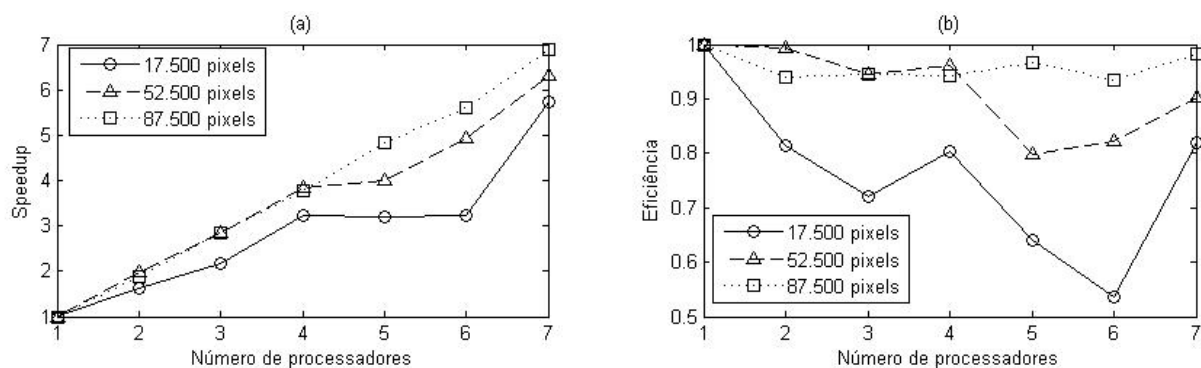 (a)
7
6
5
4
3
2
1
Speedup
17.500 pixels
52.500 pixels
87.500 pixels
1 2 3 4 5 6 7
Número de processadores
(b)
1
0.9
0.8
0.7
0.6
0.5
Eficiência
17.500 pixels
52.500 pixels
87.500 pixels
1 2 3 4 5 6 7
Número de processadores